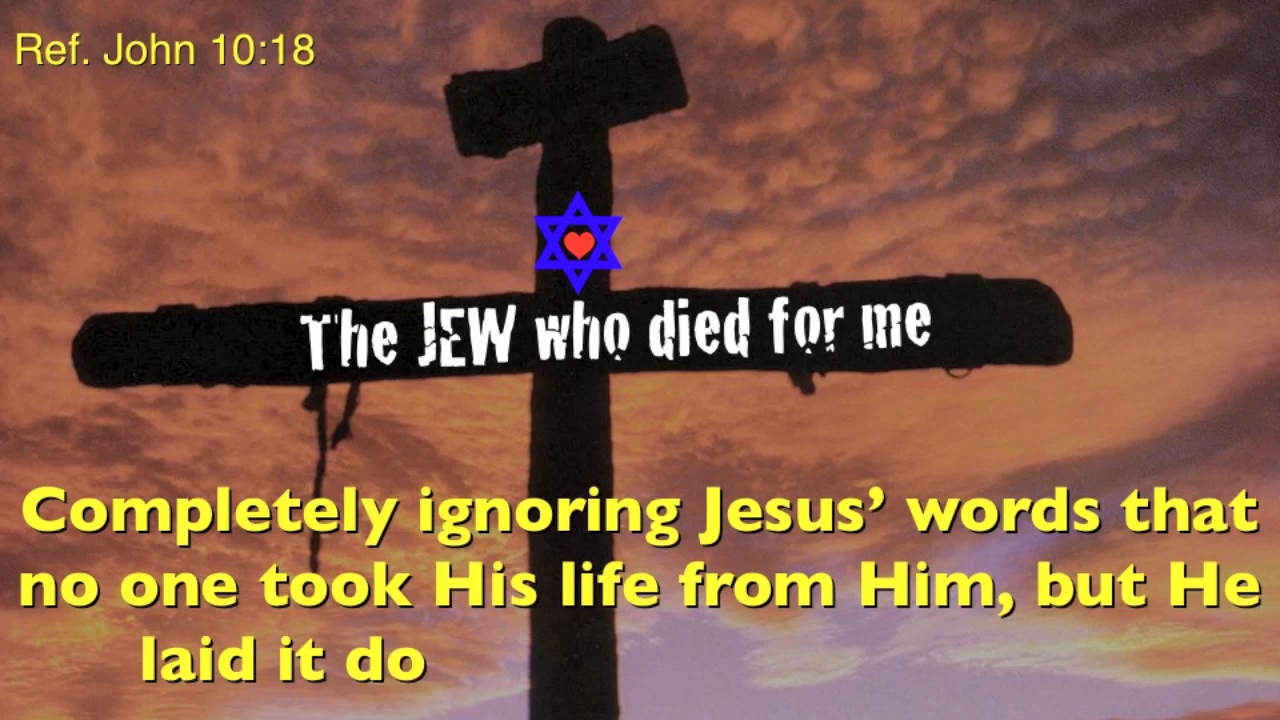 Ref. John 10:18
The JEW who died for me
Completely ignoring Jesus’ words that
no one took His life from Him, but He
laid it do